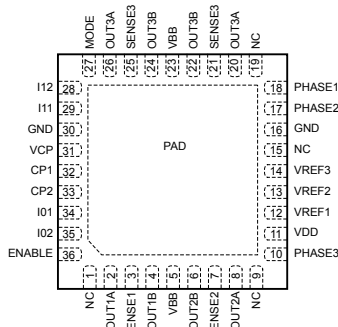 MODE OUT3A SENSE3 OUT3B VBB OUT3B SENSE3 OUT3A NC
27 26 25 24 23 22 21 20 19
I12 28 18 PHASE1
I11 29 17 PHASE2
GND 30 16 GND
VCP 31 PAD 15 NC
CP1 32 14 VREF3
CP2 33 13 VREF2
I01 34 12 VREF1
I02 35 11 VDD
ENABLE 36 10 PHASE3
1 2 3 4 5 6 7 8 9
NC OUT1A SENSE1 OUT1B VBB OUT2B SENSE2 OUT2A NC